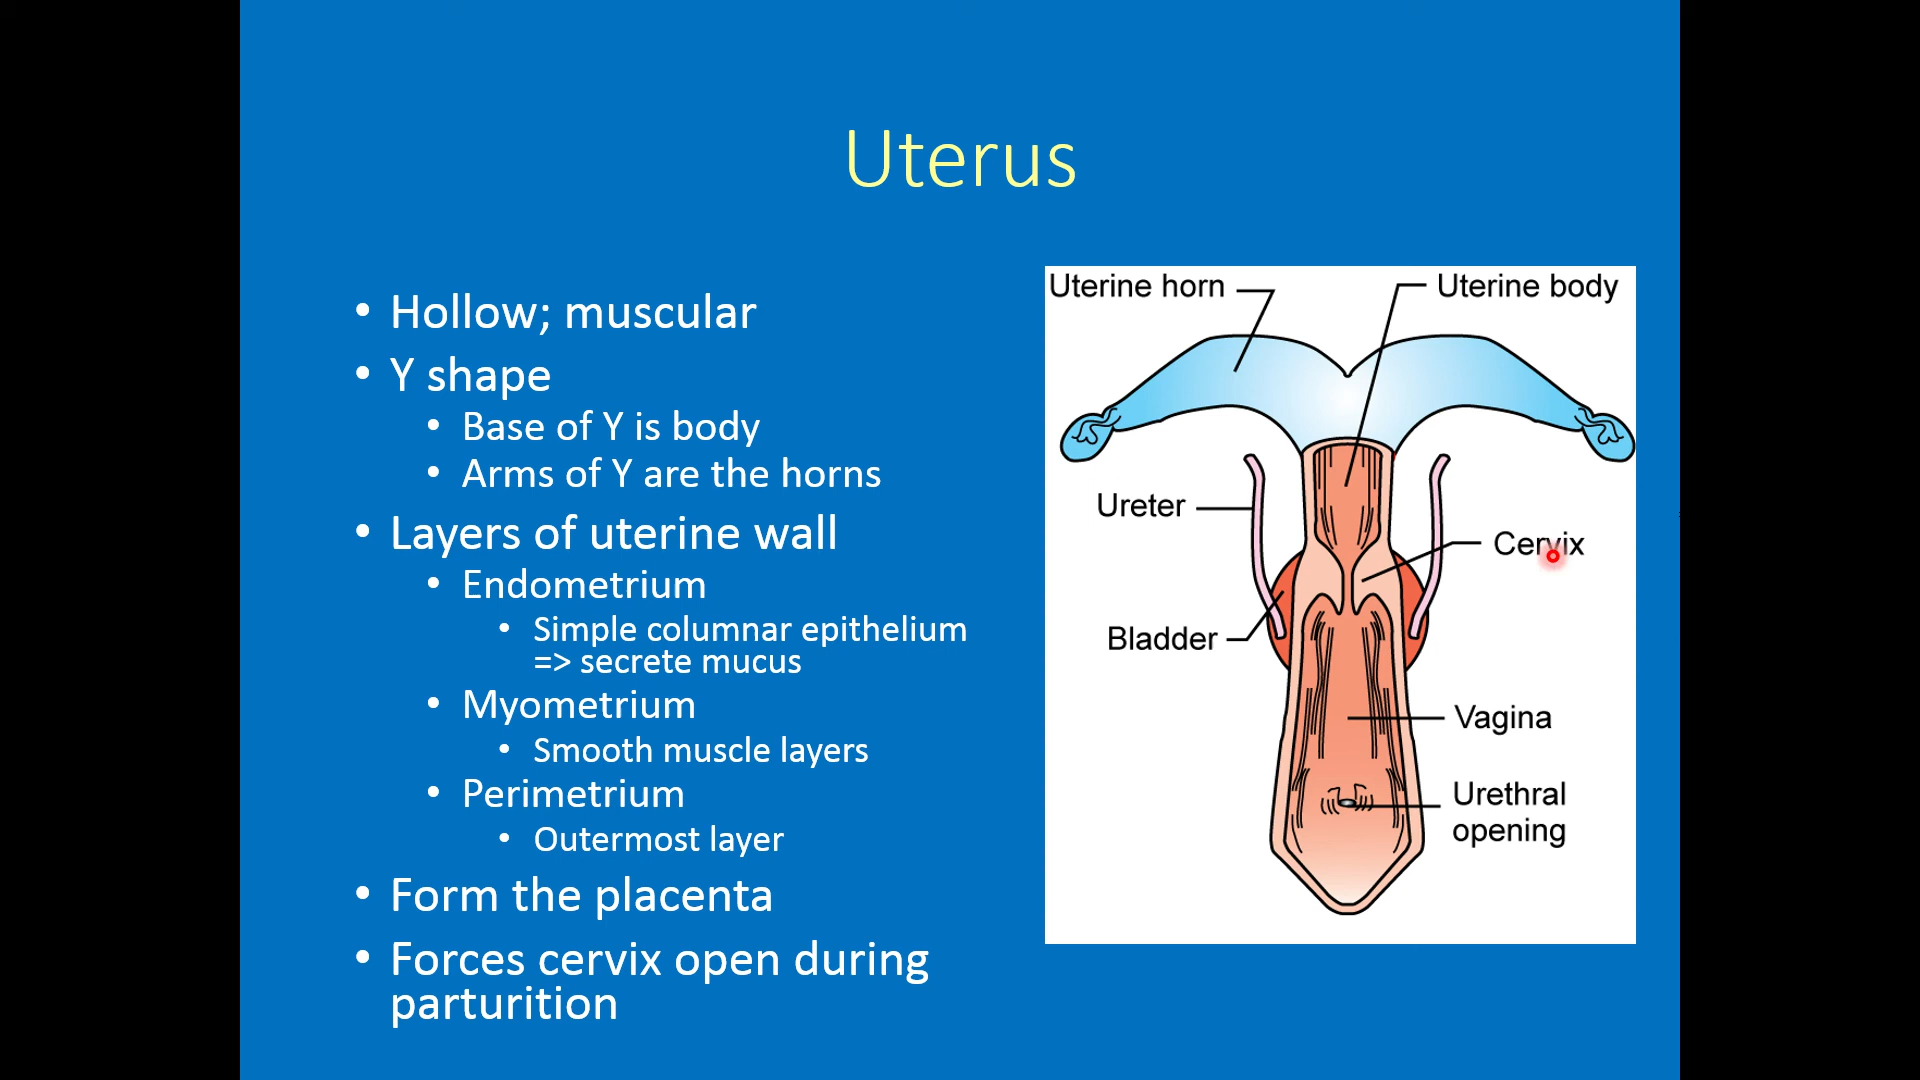 Uterus
• Hollow; muscular
• Y shape
• Base of Y is body
• Arms of Y are the horns
• Layers of uterine wall
• Endometrium
• Simple columnar epithelium
=> secrete mucus
• Myometrium
• Smooth muscle layers
• Perimetrium
• Outermost layer
• Form the placenta
• Forces cervix open during
parturition
Uterine horn
Uterine body
Ureter
Cervix
Bladder
Vagina
Urethral
opening